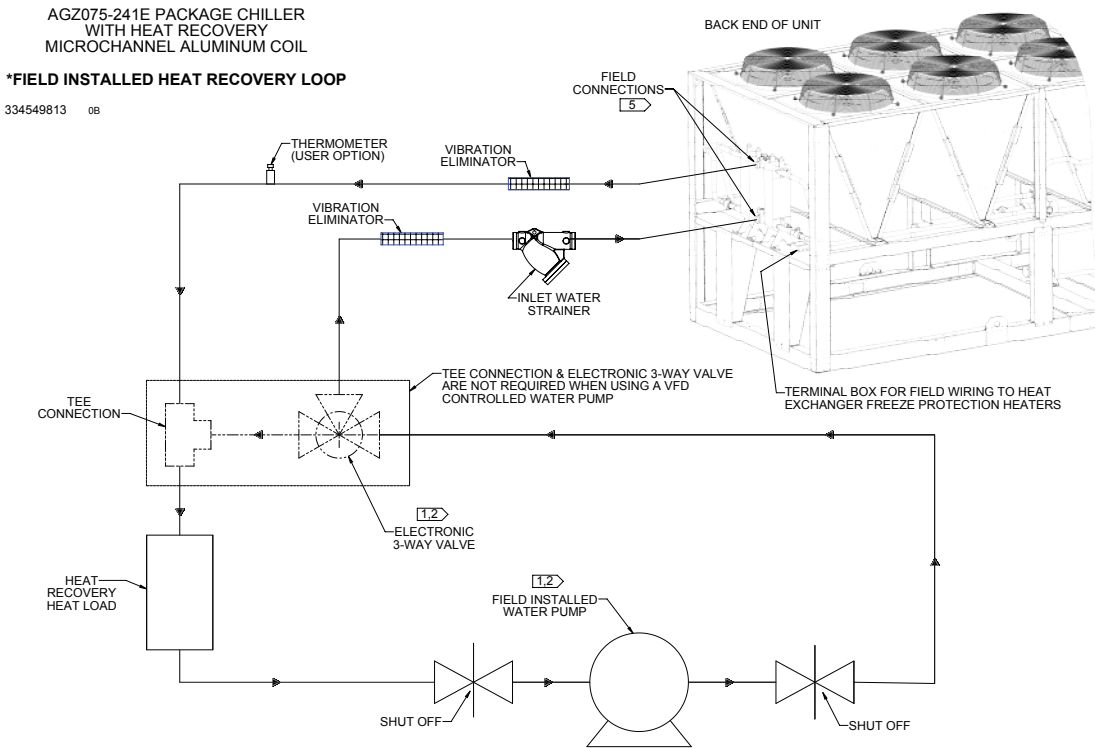 AGZ075-241E PACKAGE CHILLER
WITH HEAT RECOVERY
MICROCHANNEL ALUMINUM COIL
*FIELD INSTALLED HEAT RECOVERY LOOP
334549813 0B
BACK END OF UNIT
FIELD
CONNECTIONS
5
THERMOMETER
(USER OPTION)
VIBRATION
ELIMINATOR
VIBRATION
ELIMINATOR
INLET WATER
STRAINER
TEE CONNECTION & ELECTRONIC 3-WAY VALVE
ARE NOT REQUIRED WHEN USING A VFD
CONTROLLED WATER PUMP
TERMINAL BOX FOR FIELD WIRING TO HEAT
EXCHANGER FREEZE PROTECTION HEATERS
TEE
CONNECTION
1,2
ELECTRONIC
3-WAY VALVE
HEAT
RECOVERY
HEAT LOAD
1,2
FIELD INSTALLED
WATER PUMP
SHUT OFF
SHUT OFF